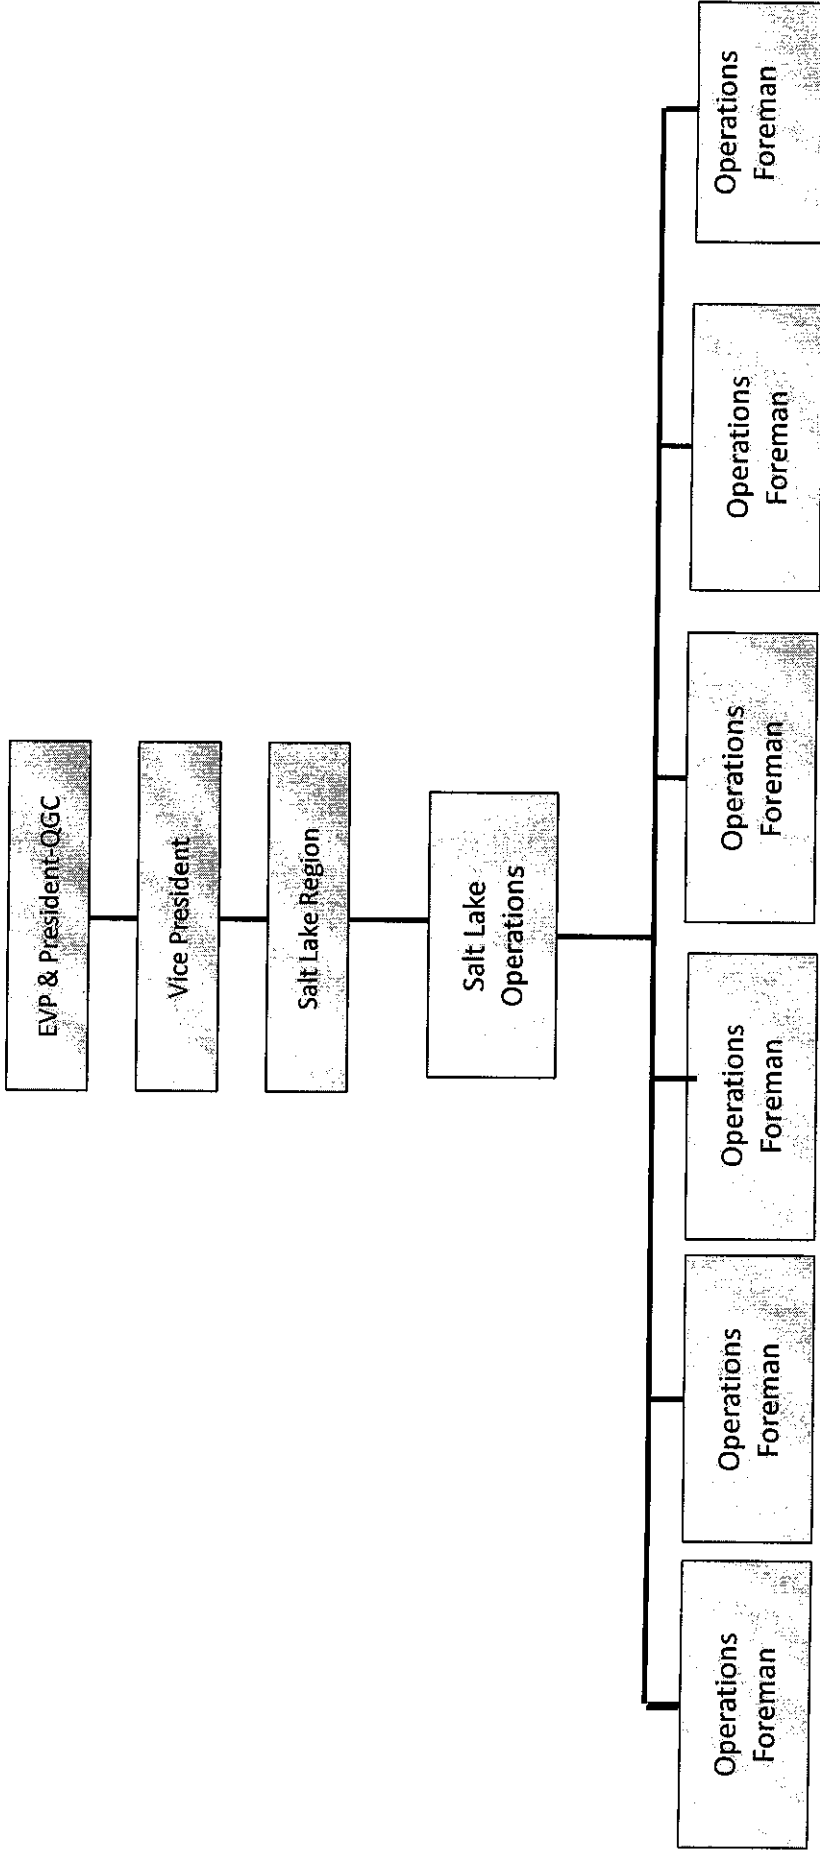 EVP & President-QGC
Vice President
Salt Lake Region
Salt Lake
Operations
Operations
Foreman
Operations
Foreman
Operations
Foreman
Operations
Foreman
Operations
Foreman
Operations
Foreman